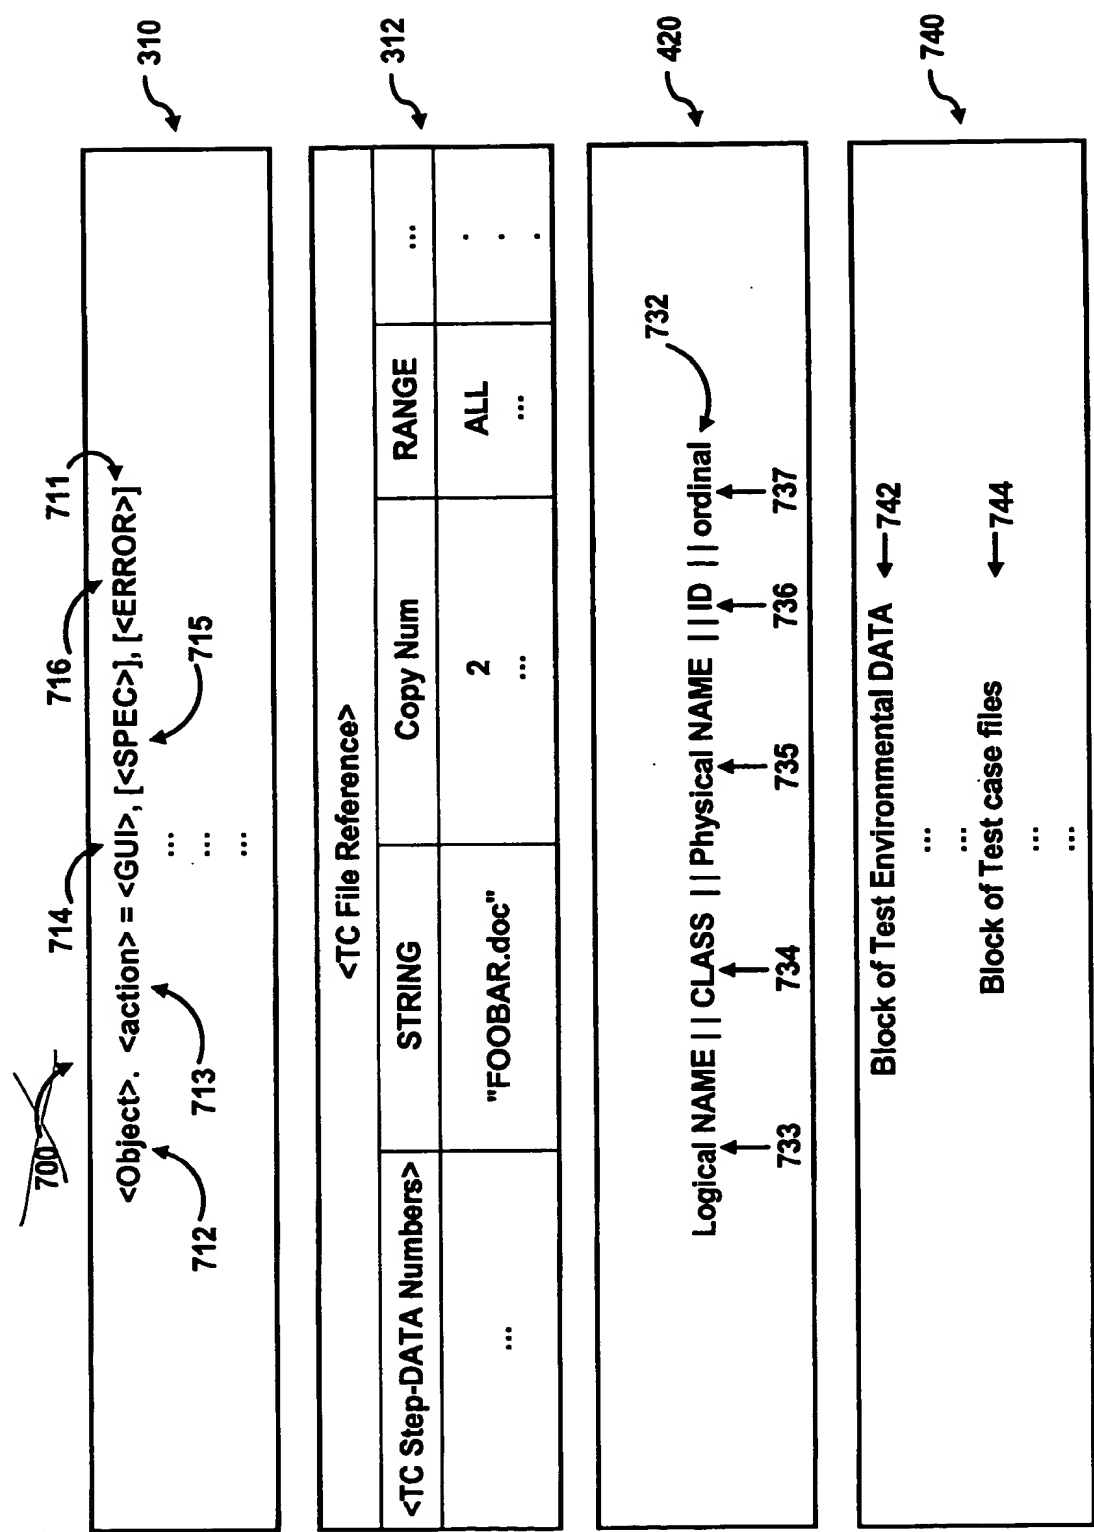 700
714
716
711
310
<Object>. <action> = <GUI>, [<SPEC>], [<ERROR>]
712
713
715
...
...
...
312
<TC File Reference>
<TC Step-DATA Numbers> STRING Copy Num RANGE ...
... "FOOBAR.doc" 2 ALL .
... ... .
.
420
732
Logical NAME || CLASS || Physical NAME || ID || ordinal
733 734 735 736 737
740
Block of Test Environmental DATA 742
...
...
Block of Test case files 744
...
...